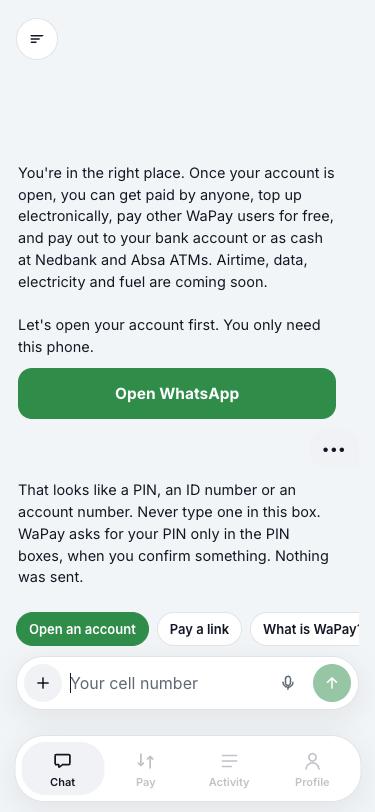 You're in the right place. Once your account is
open, you can get paid by anyone, top up
electronically, pay other WaPay users for free,
and pay out to your bank account or as cash
at Nedbank and Absa ATMs. Airtime, data,
electricity and fuel are coming soon.
Let's open your account first. You only need
this phone.
Open WhatsApp
•••
That looks like a PIN, an ID number or an
account number. Never type one in this box.
WaPay asks for your PIN only in the PIN
boxes, when you confirm something. Nothing
was sent.
Open an account Pay a link What is WaPay?
Your cell number
Chat Pay Activity Profile